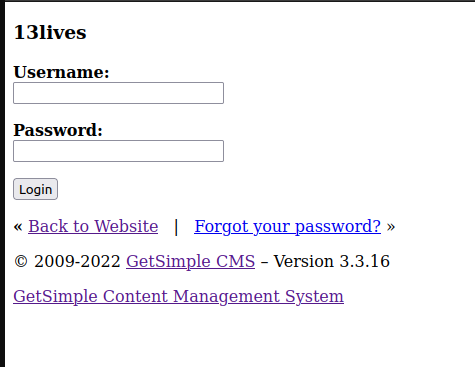 13lives
Username:
Password:
Login
« Back to Website | Forgot your password? »
© 2009-2022 GetSimple CMS – Version 3.3.16
GetSimple Content Management System